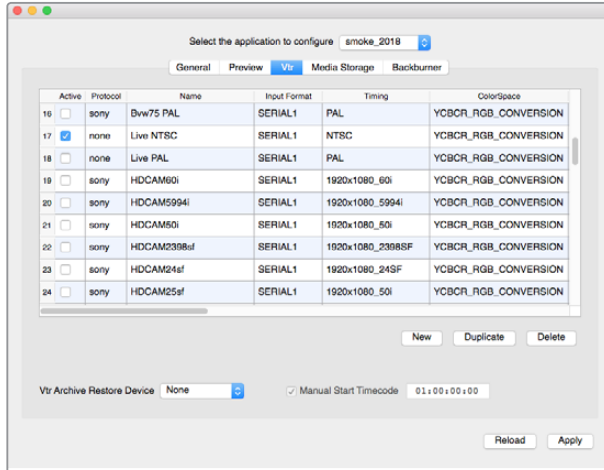 Select the application to configure smoke_2018
General Preview Vtr Media Storage Backburner
Active Protocol Name Input Format Timing ColorSpace
16 sony Bvw75 PAL SERIAL1 PAL YCBCR_RGB_CONVERSION
17 none Live NTSC SERIAL1 NTSC YCBCR_RGB_CONVERSION
18 none Live PAL SERIAL1 PAL YCBCR_RGB_CONVERSION
19 sony HDCAM60i SERIAL1 1920x1080_60i YCBCR_RGB_CONVERSION
20 sony HDCAM5994i SERIAL1 1920x1080_5994i YCBCR_RGB_CONVERSION
21 sony HDCAM50i SERIAL1 1920x1080_50i YCBCR_RGB_CONVERSION
22 sony HDCAM2398sf SERIAL1 1920x1080_2398SF YCBCR_RGB_CONVERSION
23 sony HDCAM24sf SERIAL1 1920x1080_24SF YCBCR_RGB_CONVERSION
24 sony HDCAM25sf SERIAL1 1920x1080_50i YCBCR_RGB_CONVERSION
New Duplicate Delete
Vtr Archive Restore Device None Manual Start Timecode 01:00:00:00
Reload Apply